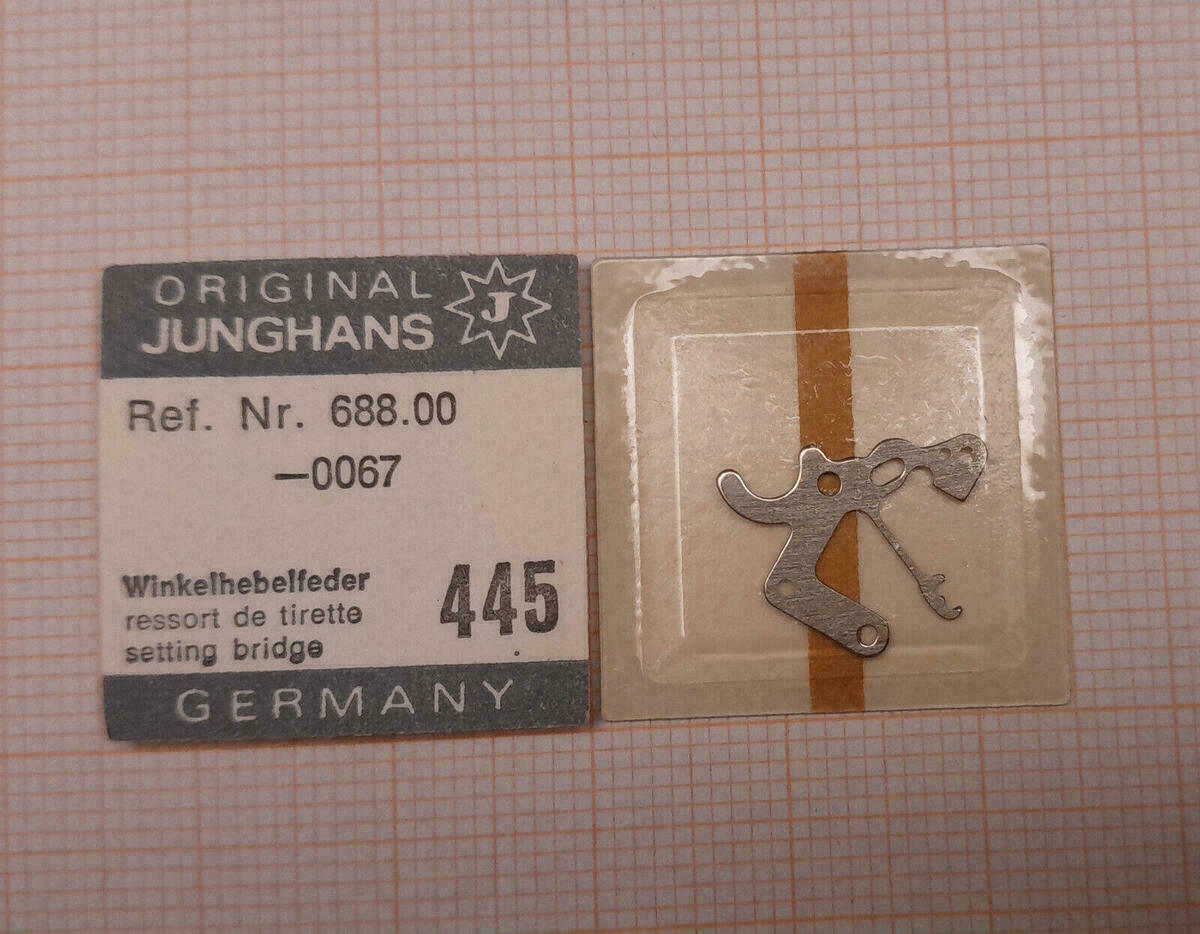 ORIGINAL
JUNGHANS
J
Ref. Nr. 688.00
-0067
Winkelhebelfeder
ressort de tirette
setting bridge
445
GERMANY